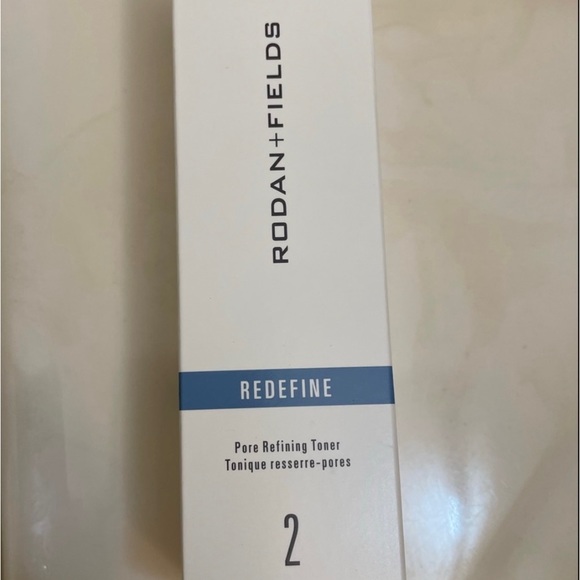 RODAN+FIELDS
REDEFINE
Pore Refining Toner
Tonique resserre-pores
2